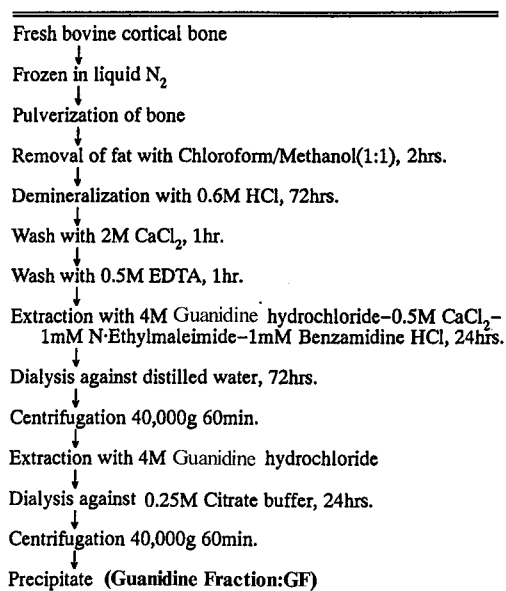 Fresh bovine cortical bone
Frozen in liquid N₂
Pulverization of bone
Removal of fat with Chloroform/Methanol(1:1), 2hrs.
Demineralization with 0.6M HCl, 72hrs.
Wash with 2M CaCl₂, 1hr.
Wash with 0.5M EDTA, 1hr.
Extraction with 4M Guanidine hydrochloride-0.5M CaCl₂-
1mM N·Ethylmaleimide-1mM Benzamidine HCl, 24hrs.
Dialysis against distilled water, 72hrs.
Centrifugation 40,000g 60min.
Extraction with 4M Guanidine hydrochloride
Dialysis against 0.25M Citrate buffer, 24hrs.
Centrifugation 40,000g 60min.
Precipitate (Guanidine Fraction:GF)